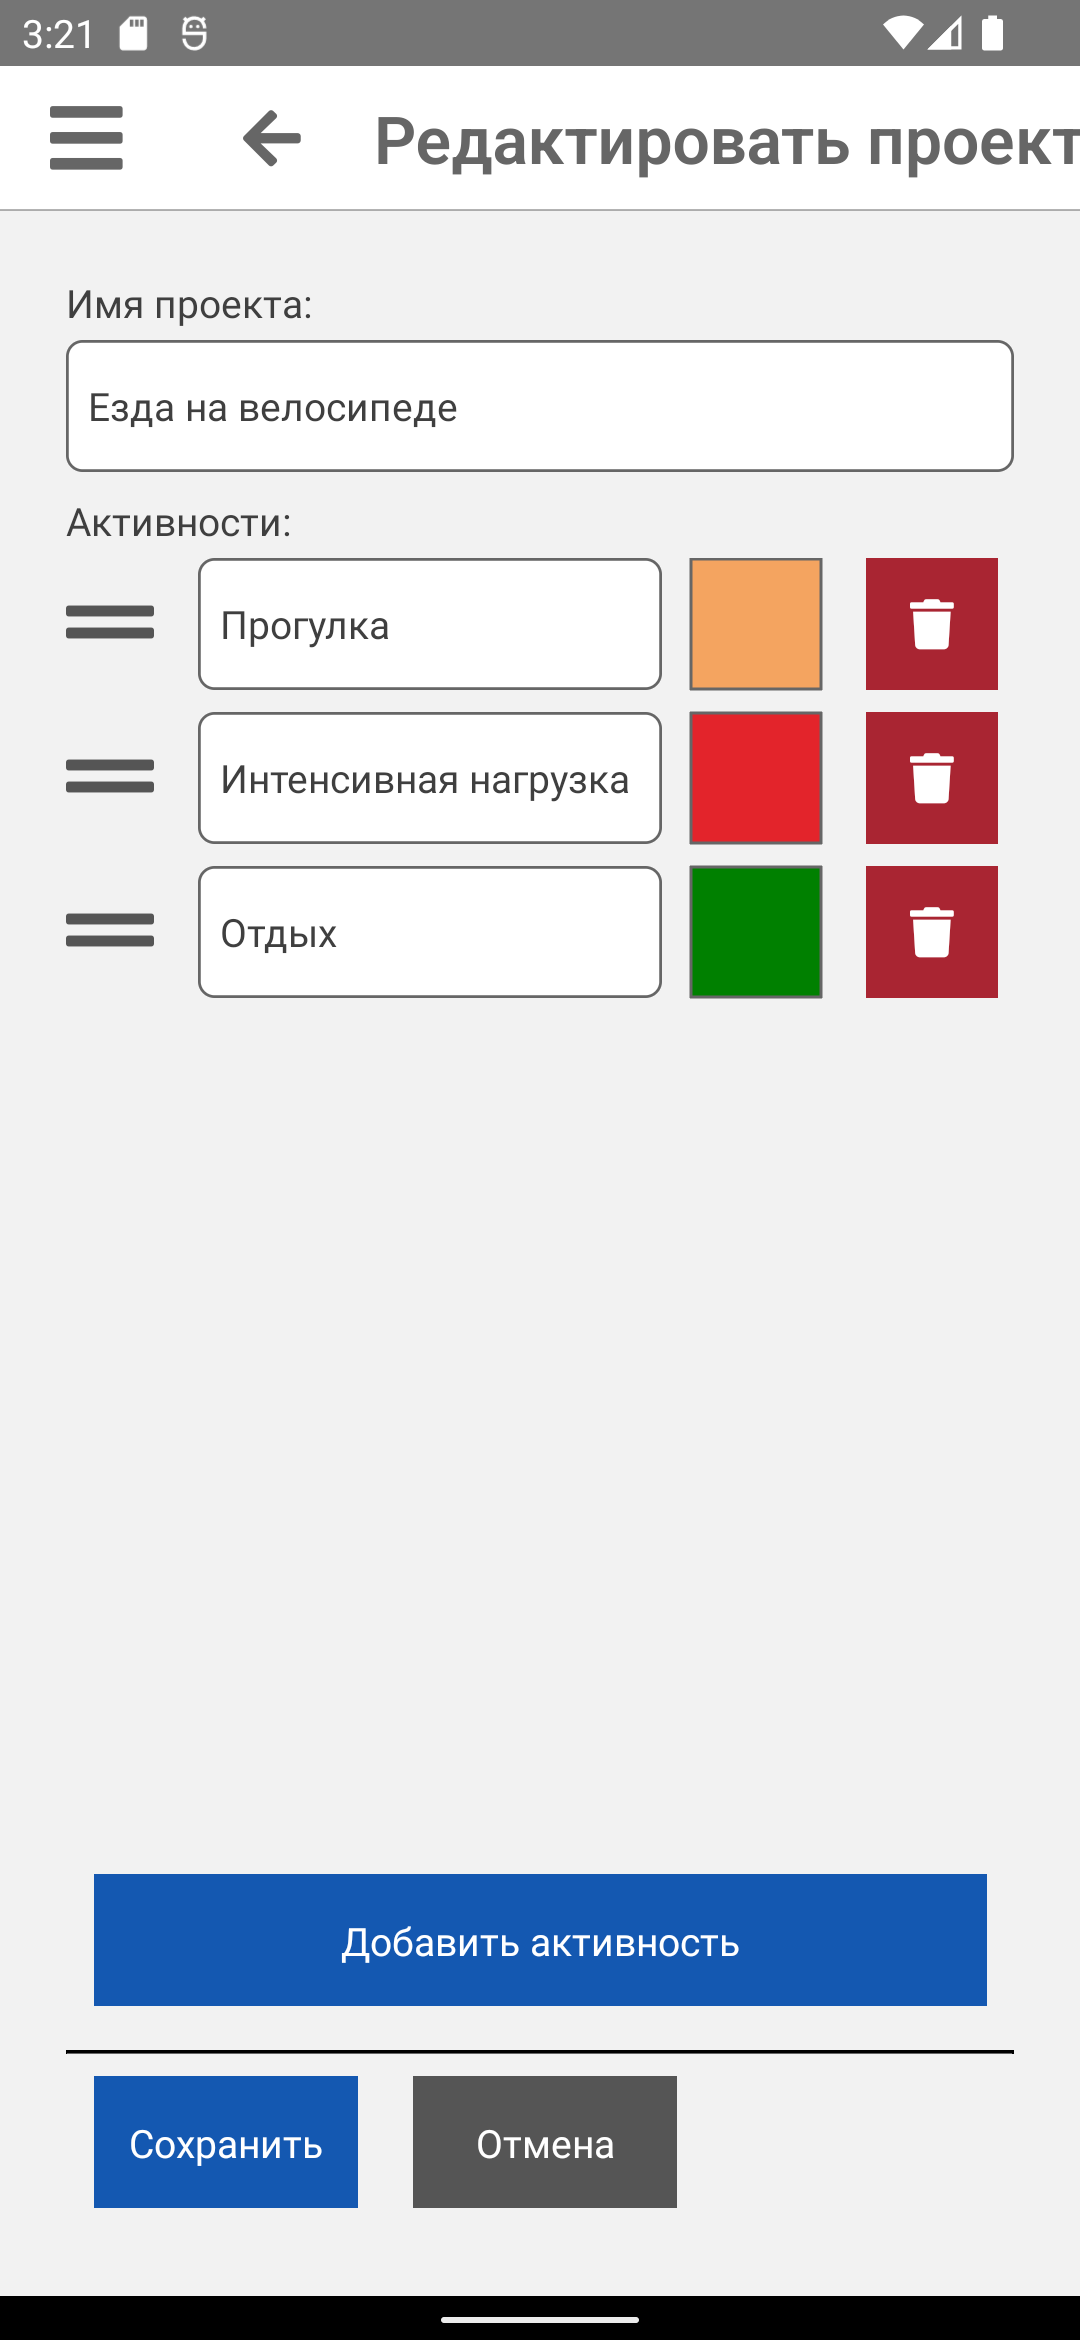 3:21
Редактировать проект
Имя проекта:
Езда на велосипеде
Активности:
Прогулка
Интенсивная нагрузка
Отдых
Добавить активность
Сохранить
Отмена